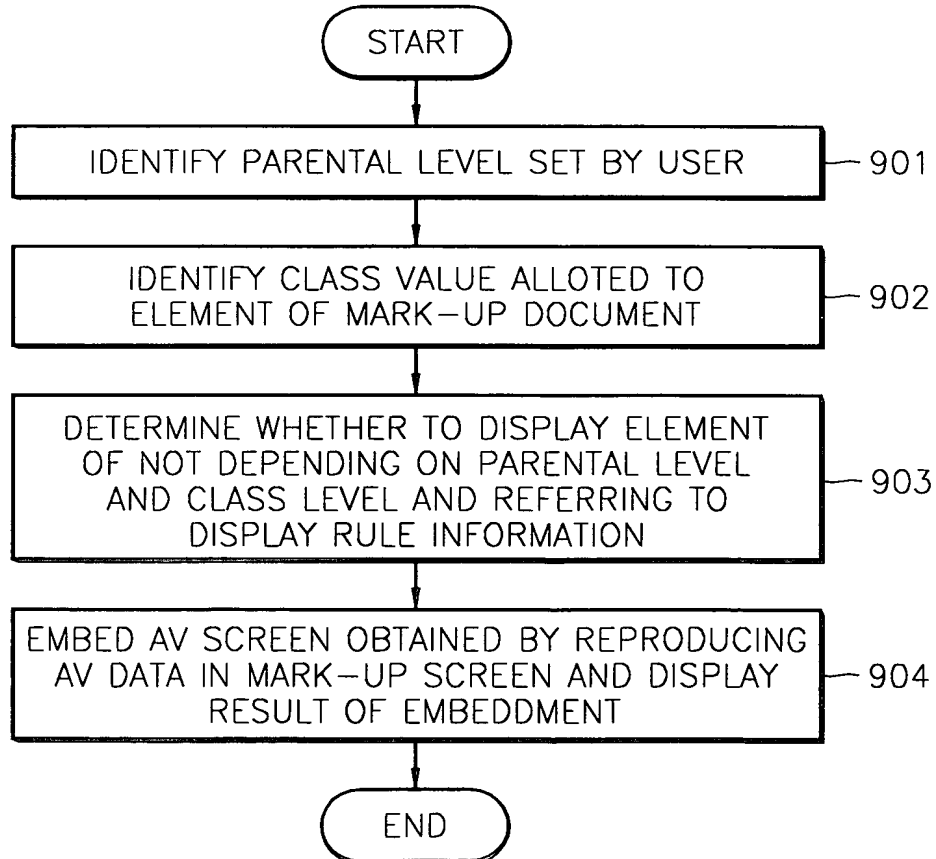 START
IDENTIFY PARENTAL LEVEL SET BY USER
901
IDENTIFY CLASS VALUE ALLOTED TO
ELEMENT OF MARK-UP DOCUMENT
902
DETERMINE WHETHER TO DISPLAY ELEMENT
OF NOT DEPENDING ON PARENTAL LEVEL
AND CLASS LEVEL AND REFERRING TO
DISPLAY RULE INFORMATION
903
EMBED AV SCREEN OBTAINED BY REPRODUCING
AV DATA IN MARK-UP SCREEN AND DISPLAY
RESULT OF EMBEDDMENT
904
END